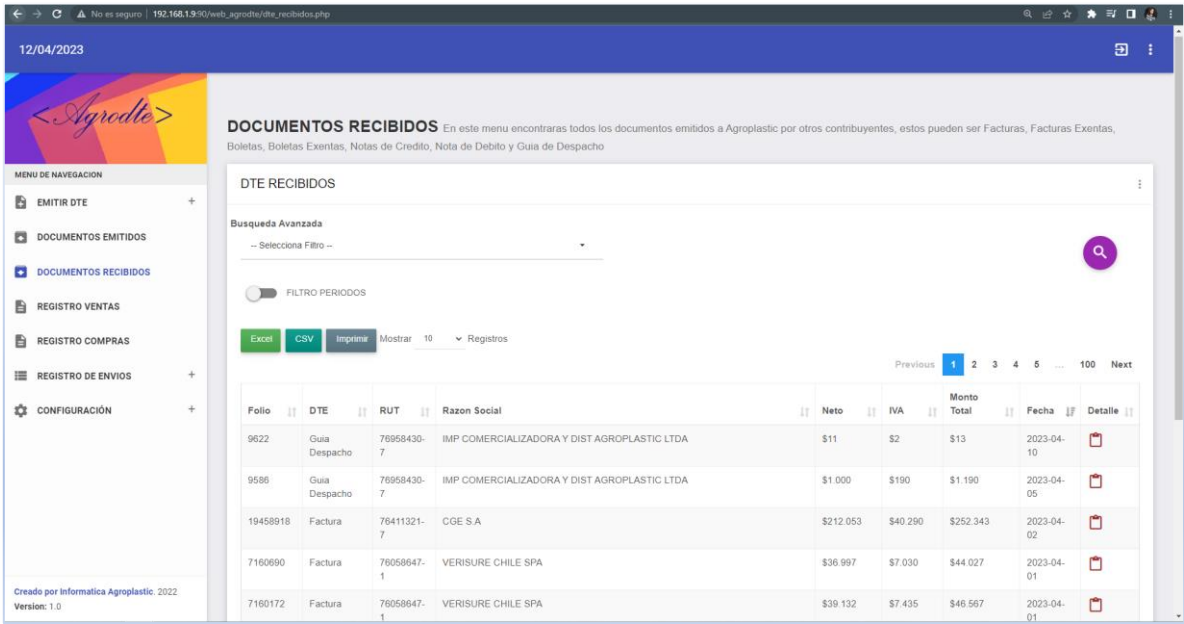 No es seguro | 192.168.1.9:90/web_agrodte/dte_recibidos.php
12/04/2023
<Agrodte>
MENU DE NAVEGACION
EMITIR DTE +
DOCUMENTOS EMITIDOS
DOCUMENTOS RECIBIDOS
REGISTRO VENTAS
REGISTRO COMPRAS
REGISTRO DE ENVIOS +
CONFIGURACIÓN +
Creado por Informatica Agroplastic. 2022
Version: 1.0
DOCUMENTOS RECIBIDOS En este menu encontraras todos los documentos emitidos a Agroplastic por otros contribuyentes, estos pueden ser Facturas, Facturas Exentas,
Boletas, Boletas Exentas, Notas de Credito, Nota de Debito y Guia de Despacho
DTE RECIBIDOS
Busqueda Avanzada
-- Selecciona Filtro --
FILTRO PERIODOS
Excel CSV Imprimir Mostrar 10 Registros
Previous 1 2 3 4 5 ... 100 Next
Folio DTE RUT Razon Social Neto IVA Monto Total Fecha Detalle
9622 Guia Despacho 76958430-7 IMP COMERCIALIZADORA Y DIST AGROPLASTIC LTDA $11 $2 $13 2023-04-10
9586 Guia Despacho 76958430-7 IMP COMERCIALIZADORA Y DIST AGROPLASTIC LTDA $1.000 $190 $1.190 2023-04-05
19458918 Factura 76411321-7 CGE S.A $212.053 $40.290 $252.343 2023-04-02
7160690 Factura 76058647-1 VERISURE CHILE SPA $36.997 $7.030 $44.027 2023-04-01
7160172 Factura 76058647-1 VERISURE CHILE SPA $39.132 $7.435 $46.567 2023-04-01